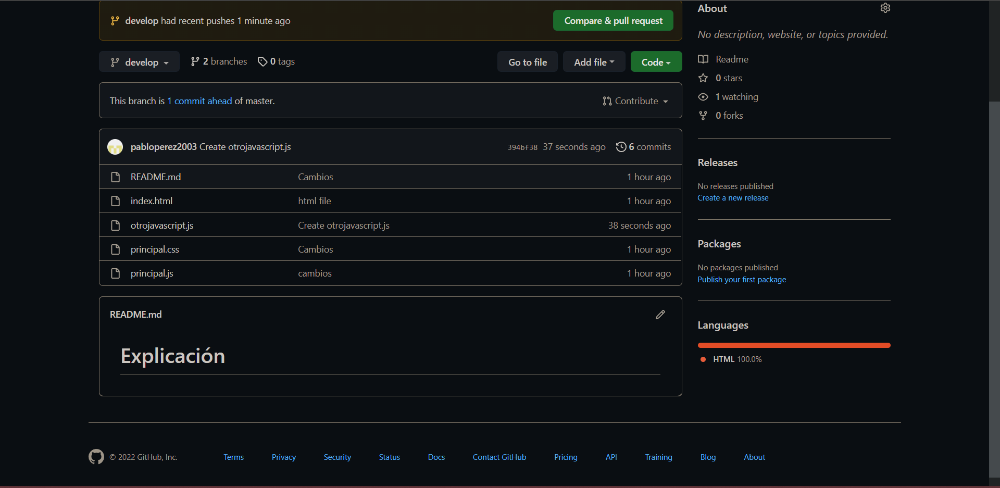 develop had recent pushes 1 minute ago
Compare & pull request
develop
2 branches
0 tags
Go to file
Add file
Code
This branch is 1 commit ahead of master.
Contribute
pabloperez2003 Create otrojavascript.js
394bf38 37 seconds ago
6 commits
README.md Cambios 1 hour ago
index.html html file 1 hour ago
otrojavascript.js Create otrojavascript.js 38 seconds ago
principal.css Cambios 1 hour ago
principal.js cambios 1 hour ago
README.md
Explicación
About
No description, website, or topics provided.
Readme
0 stars
1 watching
0 forks
Releases
No releases published
Create a new release
Packages
No packages published
Publish your first package
Languages
HTML 100.0%
© 2022 GitHub, Inc. Terms Privacy Security Status Docs Contact GitHub Pricing API Training Blog About